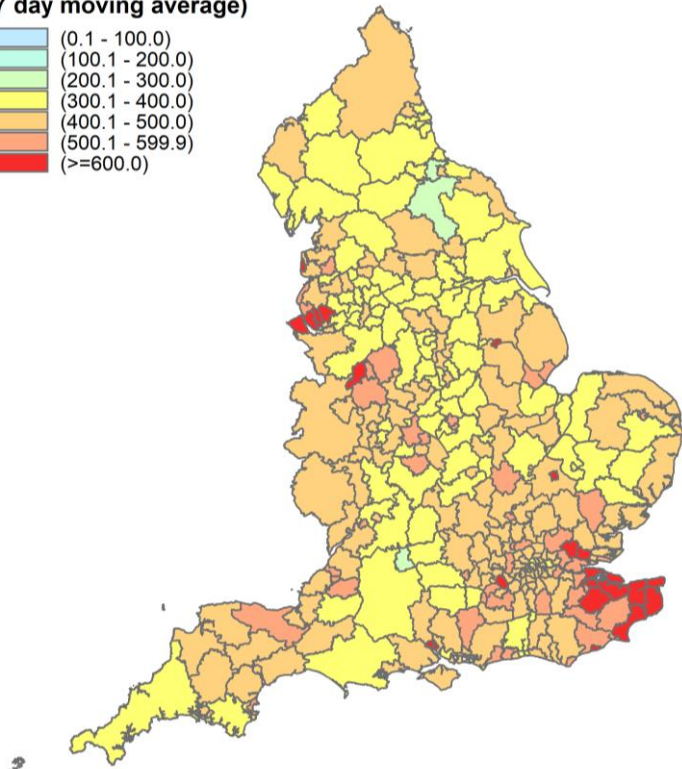 day moving average)
(0.1 - 100.0)
(100.1 - 200.0)
(200.1 - 300.0)
(300.1 - 400.0)
(400.1 - 500.0)
(500.1 - 599.9)
(>=600.0)